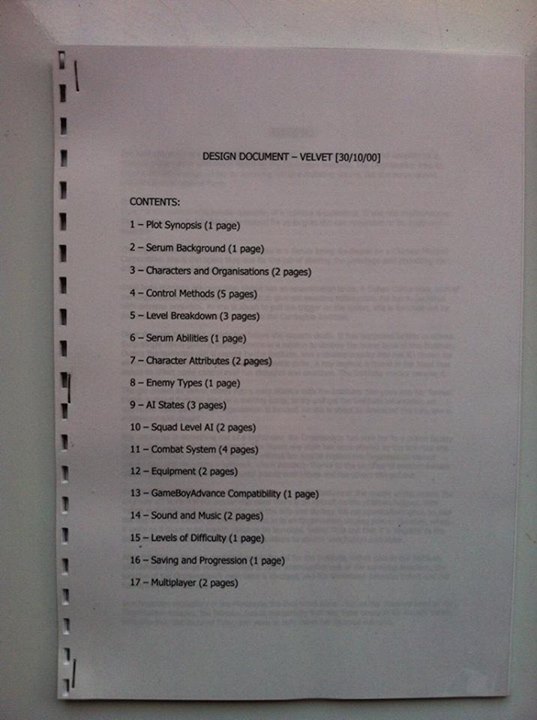 DESIGN DOCUMENT – VELVET [30/10/00]
CONTENTS:
1 – Plot Synopsis (1 page)
2 – Serum Background (1 page)
3 – Characters and Organisations (2 pages)
4 – Control Methods (5 pages)
5 – Level Breakdown (3 pages)
6 – Serum Abilities (1 page)
7 – Character Attributes (2 pages)
8 – Enemy Types (1 page)
9 – AI States (3 pages)
10 – Squad Level AI (2 pages)
11 – Combat System (4 pages)
12 – Equipment (2 pages)
13 – GameBoyAdvance Compatibility (1 page)
14 – Sound and Music (2 pages)
15 – Levels of Difficulty (1 page)
16 – Saving and Progression (1 page)
17 – Multiplayer (2 pages)